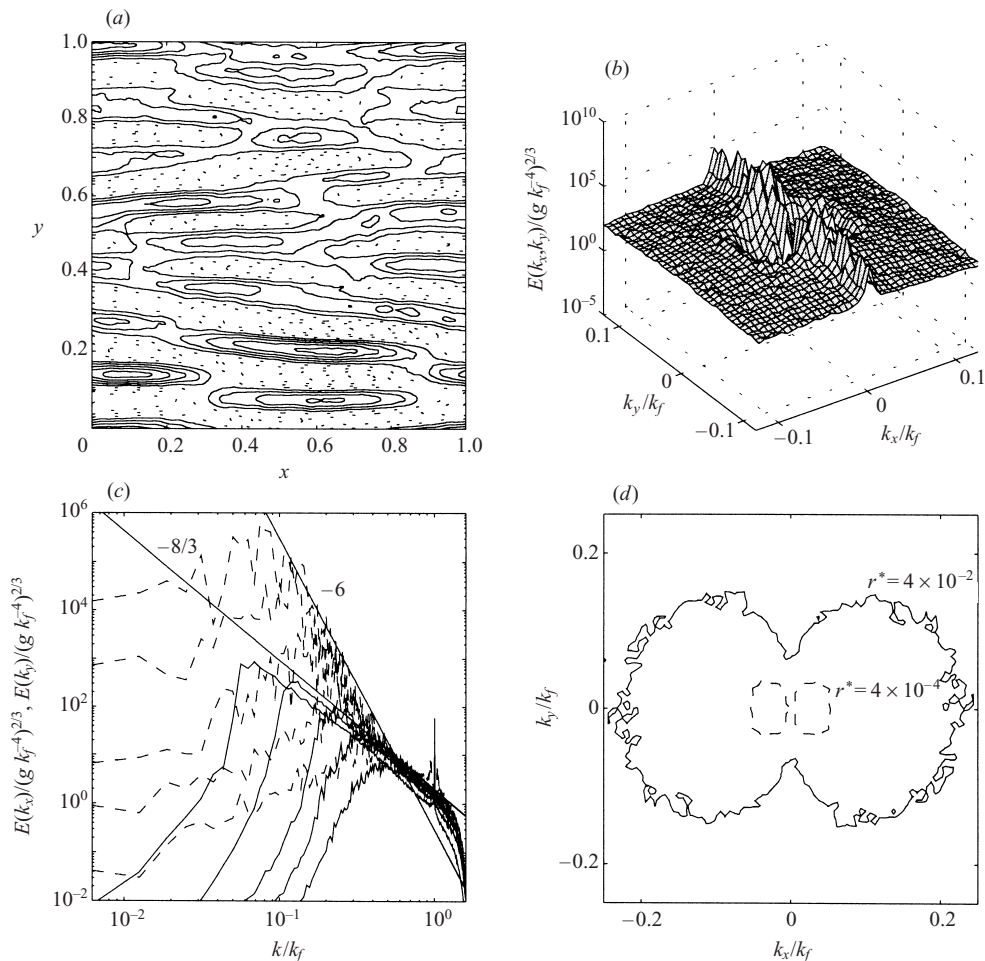 (a)
1.0
0.8
0.6
y
0.4
0.2
0
0.2
0.4
0.6
0.8
1.0
x
(b)
E(k_x,k_y)/(g k_f^{-4})^{2/3}
10^{10}
10^5
10^0
10^{-5}
0.1
0
−0.1
k_y/k_f
−0.1
0
0.1
k_x/k_f
(c)
E(k_x)/(g k_f^{-4})^{2/3}, E(k_y)/(g k_f^{-4})^{2/3}
10^6
10^4
10^2
10^0
10^{-2}
−8/3
−6
10^{-2}
10^{-1}
10^0
k/k_f
(d)
k_y/k_f
0.2
0
−0.2
r* = 4 × 10^{-2}
r* = 4 × 10^{-4}
−0.2
0
0.2
k_x/k_f